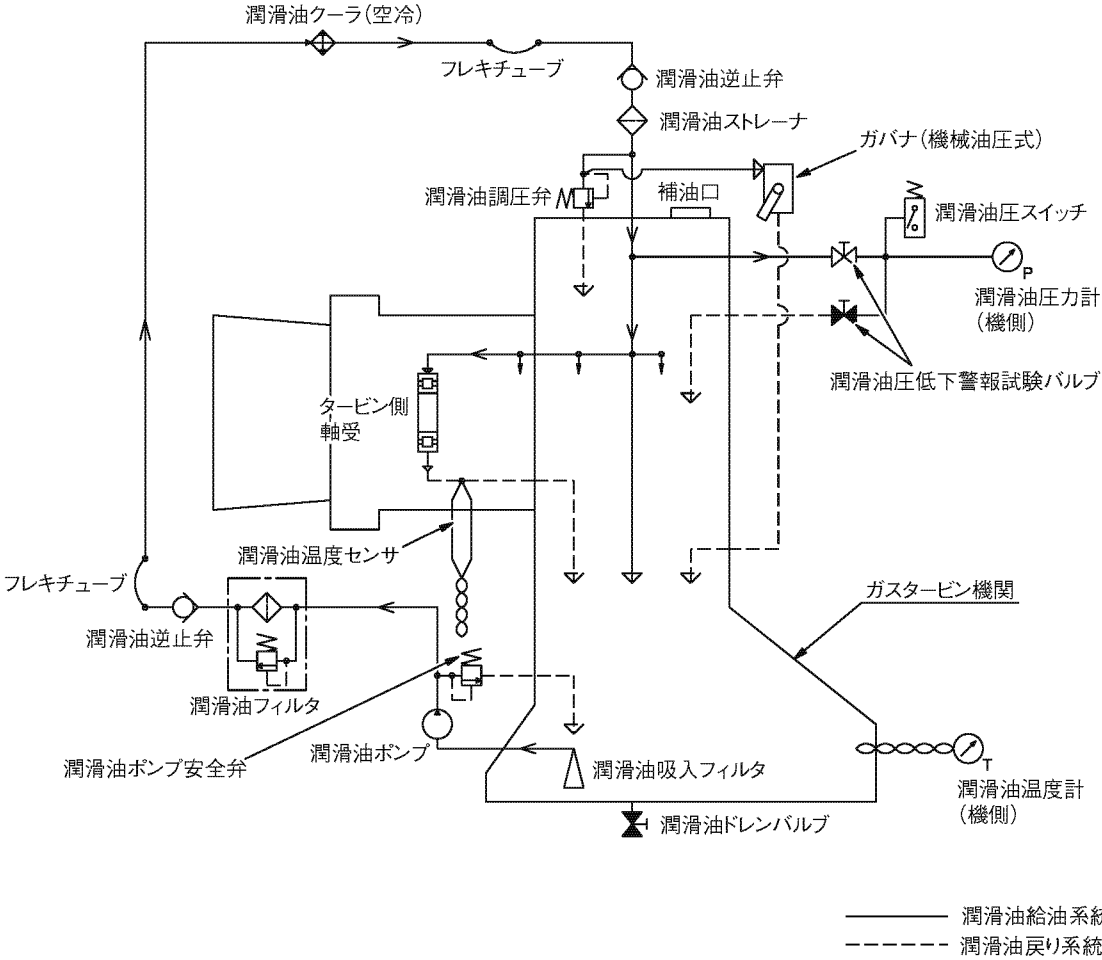 潤滑油クーラ(空冷)
フレキチューブ
潤滑油逆止弁
潤滑油ストレーナ
ガバナ(機械油圧式)
潤滑油調圧弁
補油口
潤滑油圧スイッチ
P
潤滑油圧力計
(機側)
潤滑油圧低下警報試験バルブ
タービン側
軸受
潤滑油温度センサ
フレキチューブ
ガスタービン機関
潤滑油逆止弁
潤滑油フィルタ
潤滑油ポンプ
潤滑油ポンプ安全弁
潤滑油吸入フィルタ
T
潤滑油温度計
(機側)
潤滑油ドレンバルブ
潤滑油給油系統
潤滑油戻り系統